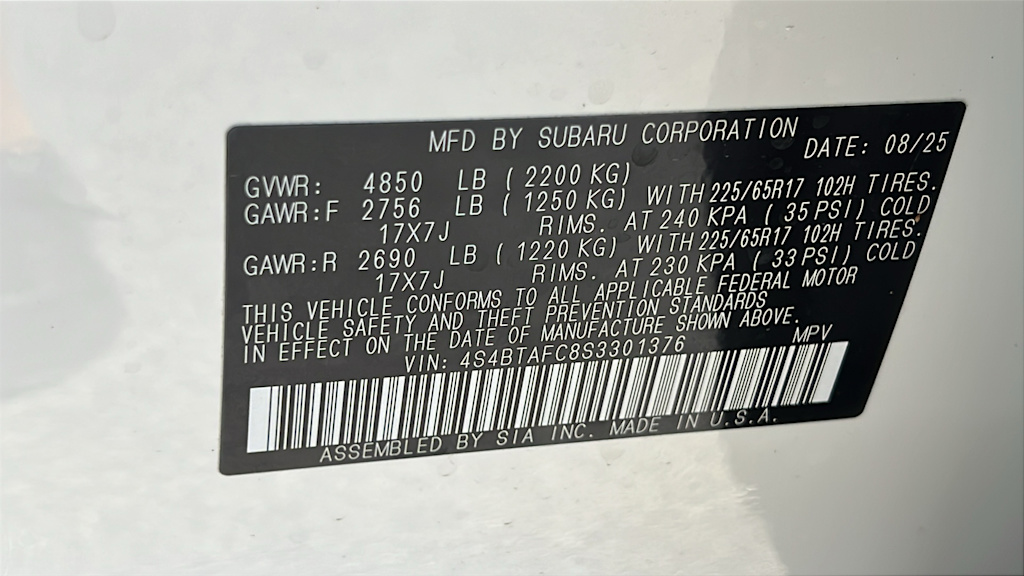 MFD BY SUBARU CORPORATION
DATE: 08/25
GVWR: 4850 LB ( 2200 KG)
GAWR:F 2756 LB ( 1250 KG) WITH 225/65R17 102H TIRES.
17X7J RIMS. AT 240 KPA ( 35 PSI) COLD
GAWR:R 2690 LB ( 1220 KG) WITH 225/65R17 102H TIRES.
17X7J RIMS. AT 230 KPA ( 33 PSI) COLD
THIS VEHICLE CONFORMS TO ALL APPLICABLE FEDERAL MOTOR
VEHICLE SAFETY AND THEFT PREVENTION STANDARDS
IN EFFECT ON THE DATE OF MANUFACTURE SHOWN ABOVE.
VIN: 4S4BTAFC8S3301376 MPV
ASSEMBLED BY SIA INC. MADE IN U.S.A.